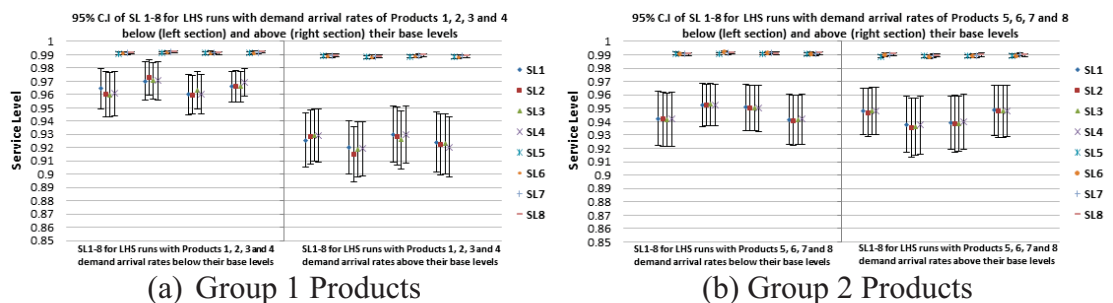 95% C.I of SL 1-8 for LHS runs with demand arrival rates of Products 1, 2, 3 and 4
below (left section) and above (right section) their base levels
Service Level
1
0.99
0.98
0.97
0.96
0.95
0.94
0.93
0.92
0.91
0.9
0.89
0.88
0.87
0.86
0.85
SL1-8 for LHS runs with Products 1, 2, 3 and 4
demand arrival rates below their base levels
SL1-8 for LHS runs with Products 1, 2, 3 and 4
demand arrival rates above their base levels
SL1
SL2
SL3
SL4
SL5
SL6
SL7
SL8
(a) Group 1 Products
95% C.I of SL 1-8 for LHS runs with demand arrival rates of Products 5, 6, 7 and 8
below (left section) and above (right section) their base levels
Service Level
1
0.99
0.98
0.97
0.96
0.95
0.94
0.93
0.92
0.91
0.9
0.89
0.88
0.87
0.86
0.85
SL1-8 for LHS runs with Products 5, 6, 7 and 8
demand arrival rates below their base levels
SL1-8 for LHS runs with Products 5, 6, 7 and 8
demand arrival rates above their base levels
SL1
SL2
SL3
SL4
SL5
SL6
SL7
SL8
(b) Group 2 Products